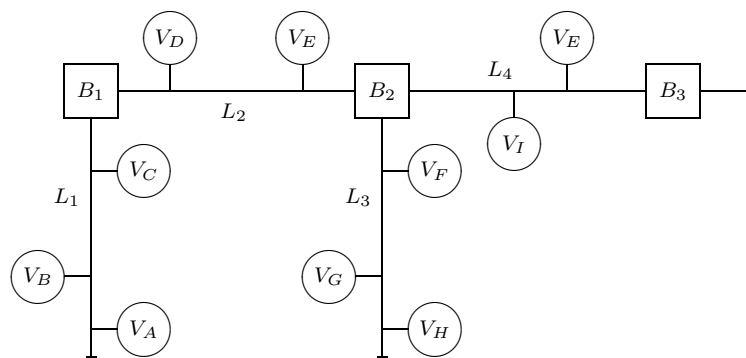 V_D V_E V_E
B_1 B_2 L_4 B_3
L_2
V_I
V_C V_F
L_1 L_3
V_B V_G
V_A V_H